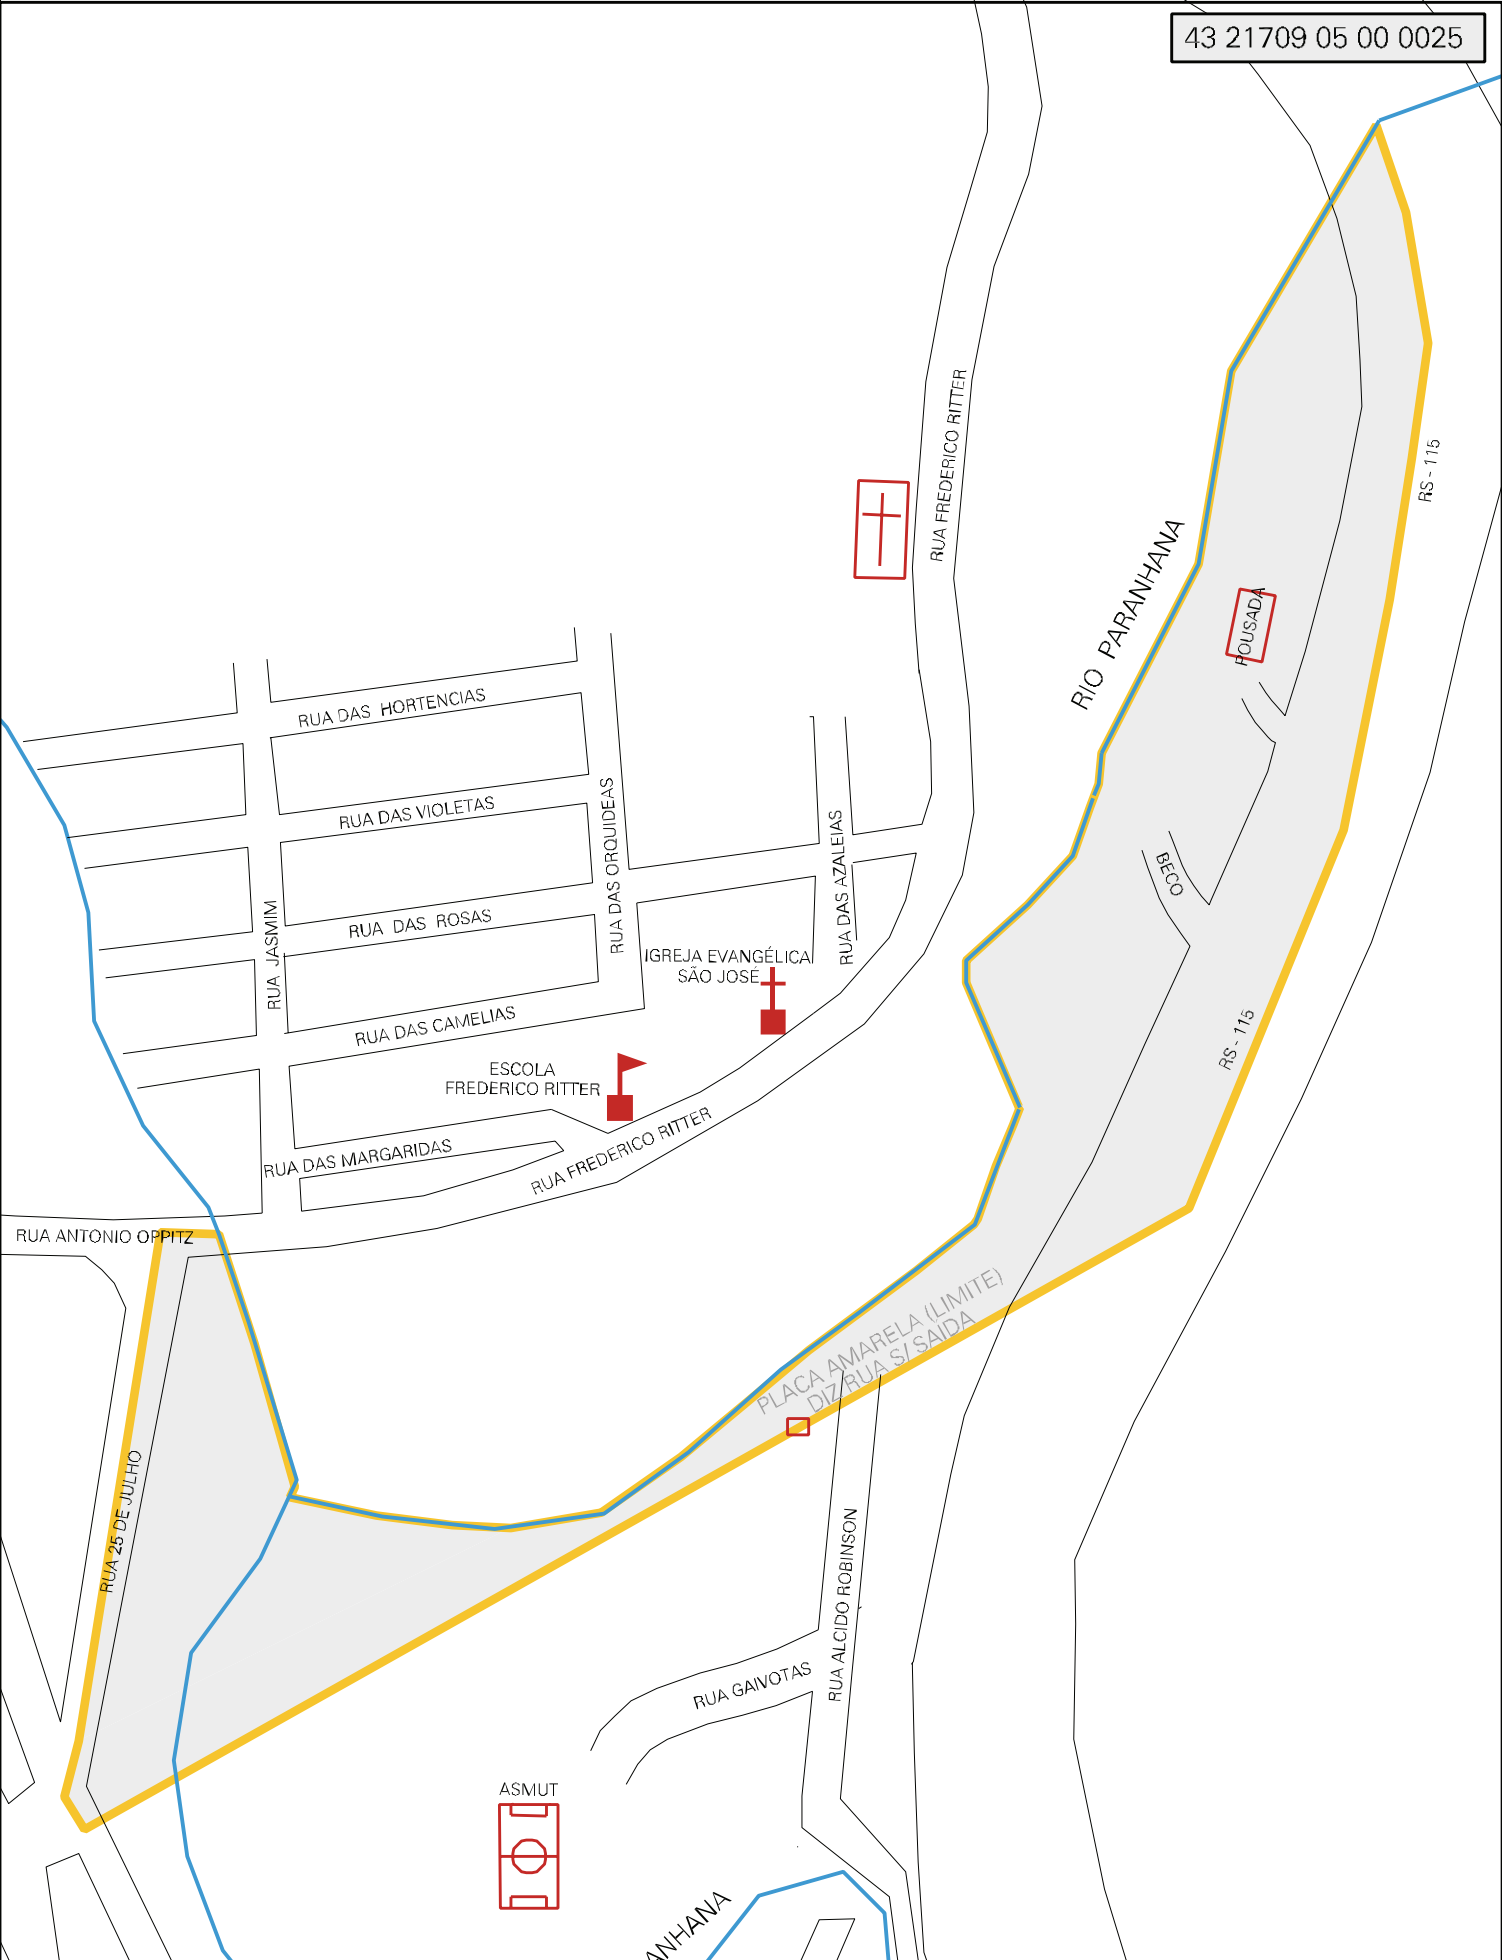 43 21709 05 00 0025
RUA FREDERICO RITTER
RS - 115
RIO PARANHANA
POUSADA
RUA DAS HORTENCIAS
RUA DAS VIOLETAS
RUA DAS ORQUIDEAS
RUA DAS AZALEIAS
BECO
RUA JASMIM
RUA DAS ROSAS
IGREJA EVANGÉLICA
SÃO JOSÉ
RUA DAS CAMELIAS
RS - 115
ESCOLA
FREDERICO RITTER
RUA DAS MARGARIDAS
RUA FREDERICO RITTER
RUA ANTONIO OPPITZ
PLACA AMARELA (LIMITE)
DIZ RUA S/ SAIDA
RUA 25 DE JULHO
RUA ALCIDO ROBINSON
RUA GAIVOTAS
ASMUT
ANHANA